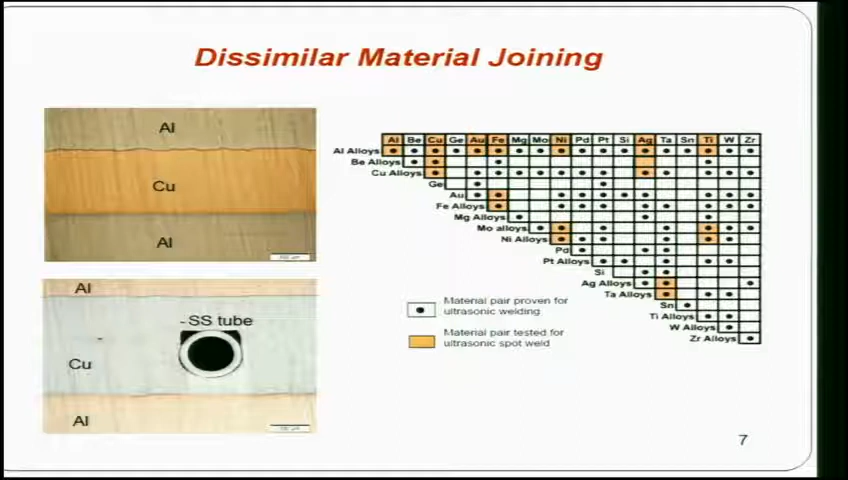 Dissimilar Material Joining
Al
Cu
Al
Al
SS tube
Cu
Al
Al Be Cu Ge Au Fe Mg Mo Ni Pd Pt Si Ag Ta Sn Ti W Zr
Al Alloys
Be Alloys
Cu Alloys
Ge
Au
Fe Alloys
Mg Alloys
Mo alloys
Ni Alloys
Pd
Pt Alloys
Si
Ag Alloys
Ta Alloys
Sn
Ti Alloys
W Alloys
Zr Alloys
Material pair proven for
ultrasonic welding
Material pair tested for
ultrasonic spot weld
7